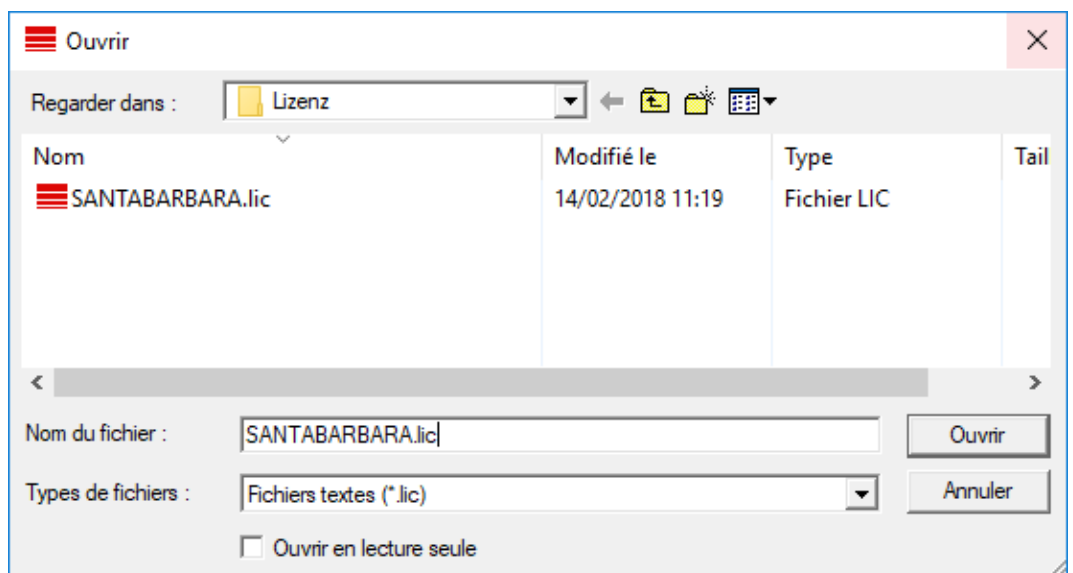 Ouvrir
Regarder dans : Lizenz
Nom Modifié le Type Tail
SANTABARBARA.lic 14/02/2018 11:19 Fichier LIC
Nom du fichier : SANTABARBARA.lic Ouvrir
Types de fichiers : Fichiers textes (*.lic) Annuler
Ouvrir en lecture seule